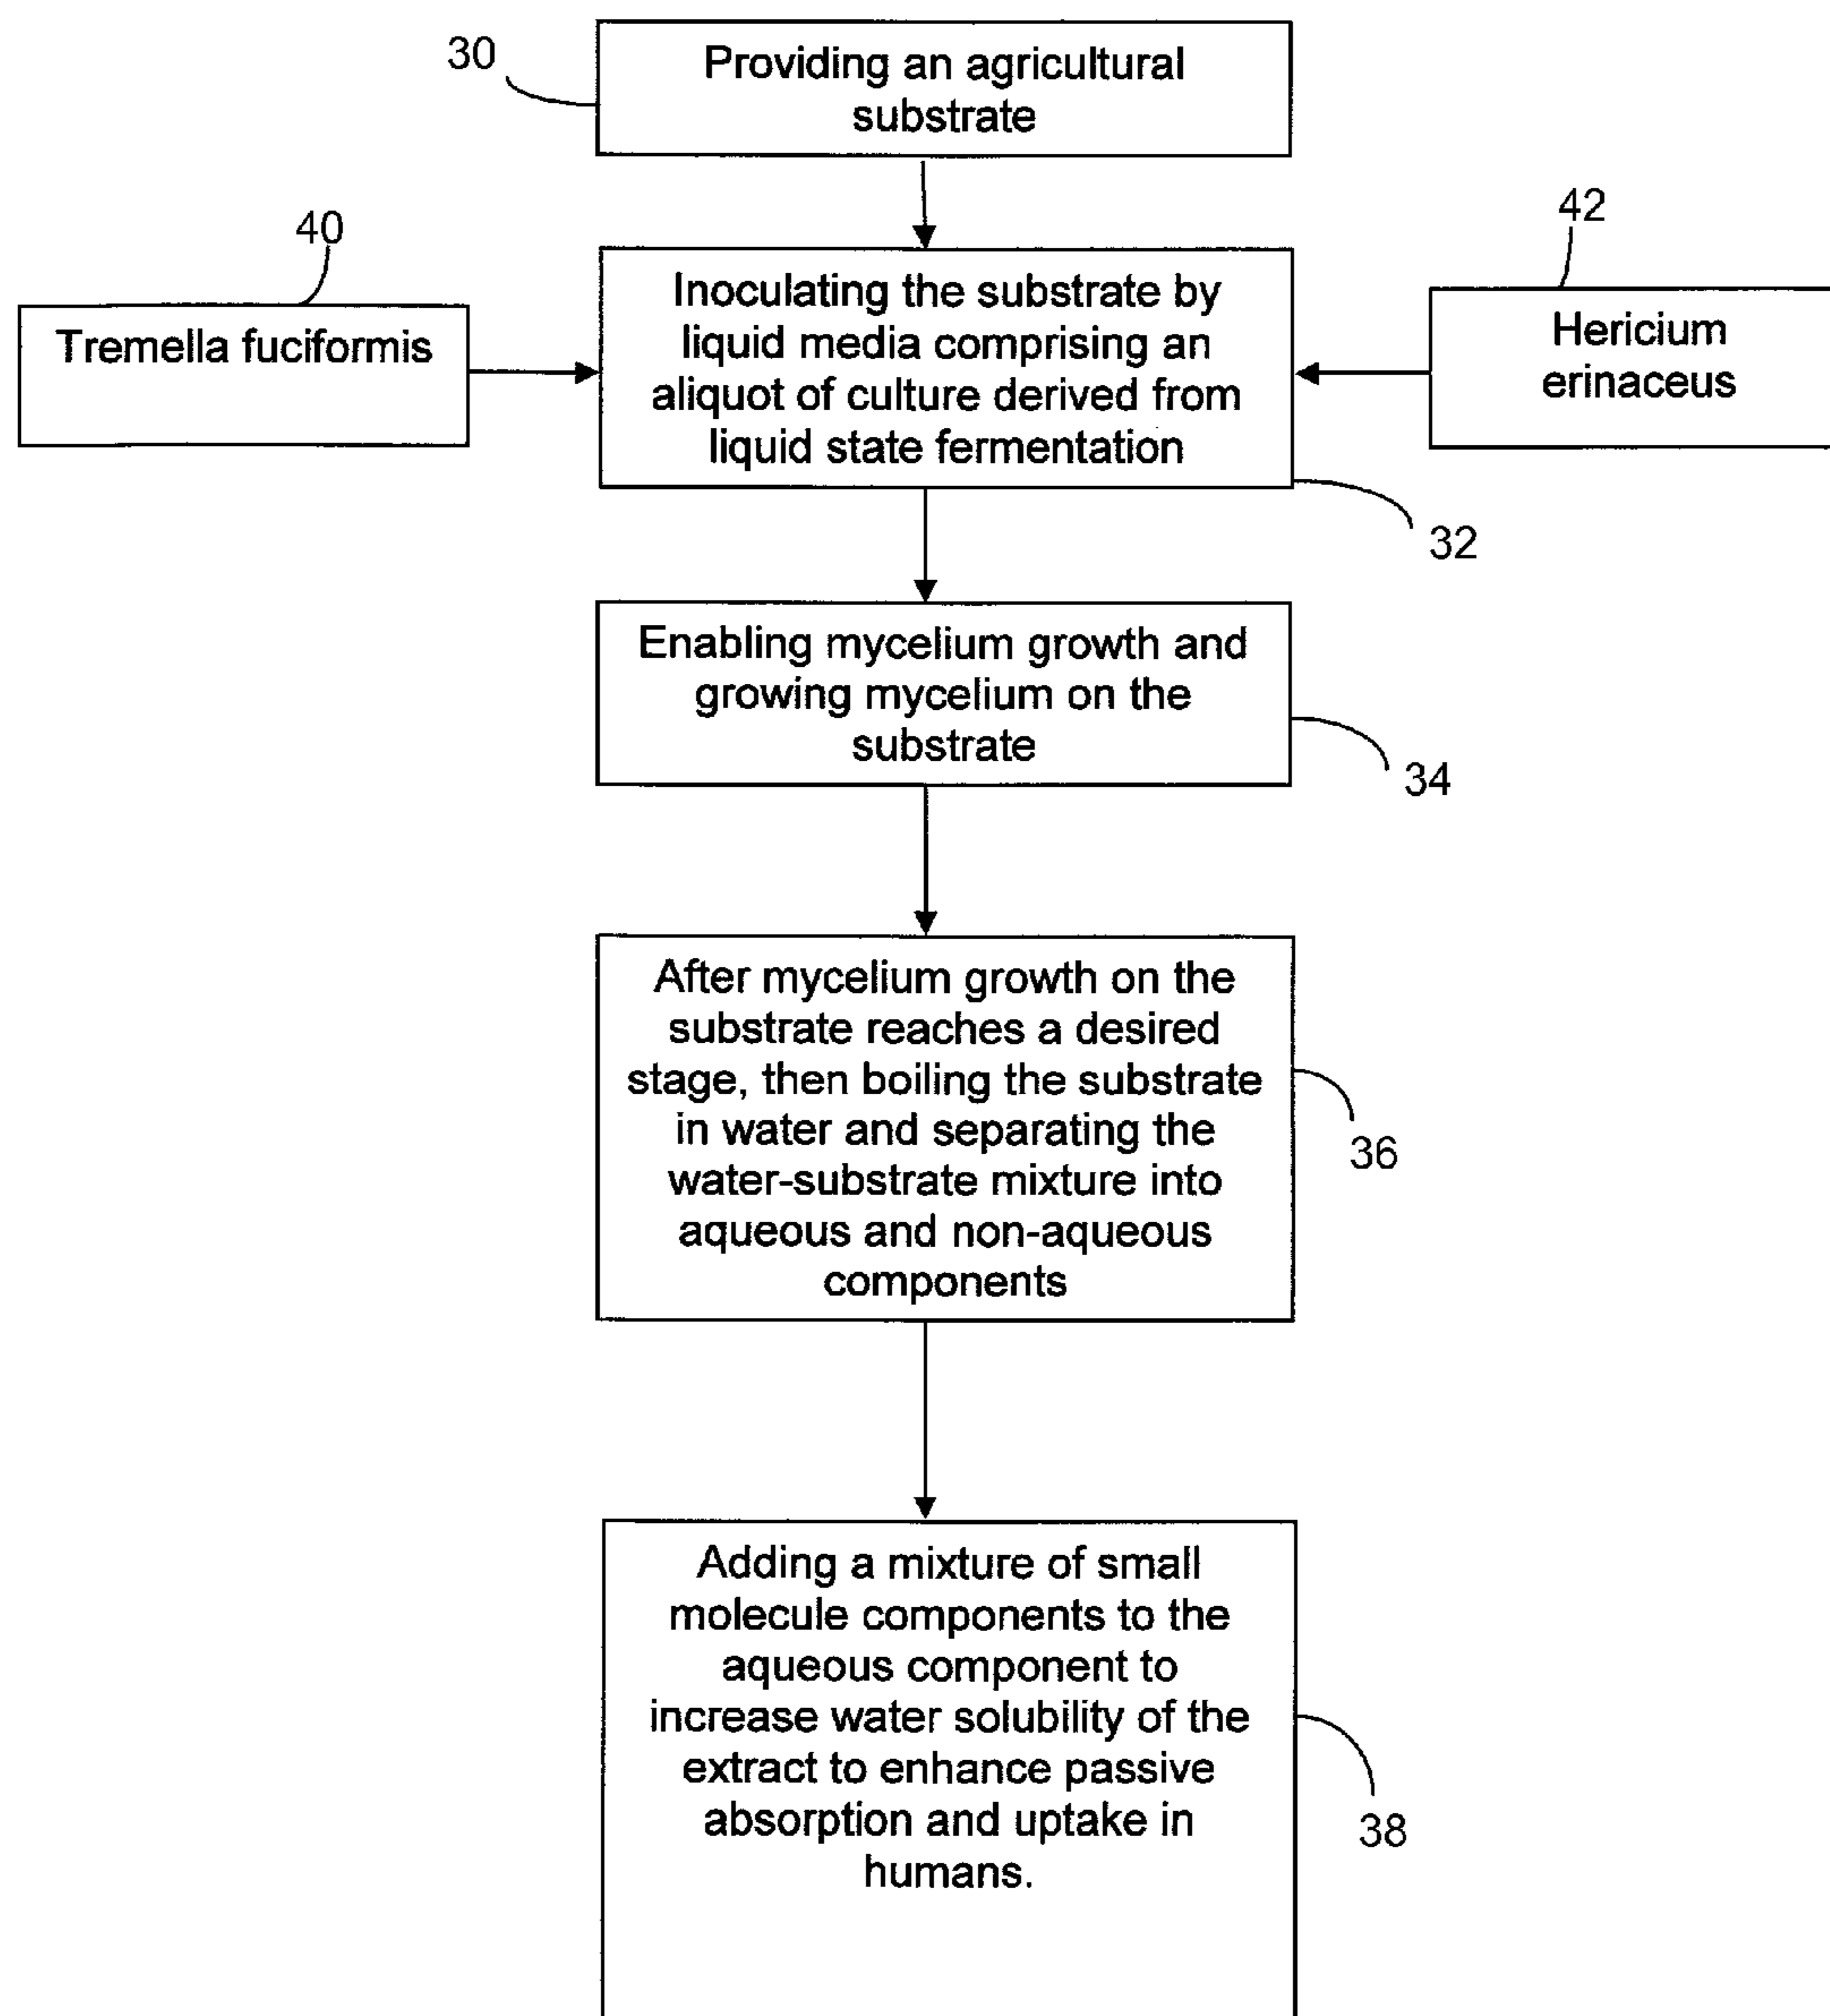 30
Providing an agricultural
substrate
40
42
Tremella fuciformis
Inoculating the substrate by
liquid media comprising an
aliquot of culture derived from
liquid state fermentation
Hericium
erinaceus
32
Enabling mycelium growth and
growing mycelium on the
substrate
34
After mycelium growth on the
substrate reaches a desired
stage, then boiling the substrate
in water and separating the
water-substrate mixture into
aqueous and non-aqueous
components
36
Adding a mixture of small
molecule components to the
aqueous component to
increase water solubility of the
extract to enhance passive
absorption and uptake in
humans.
38